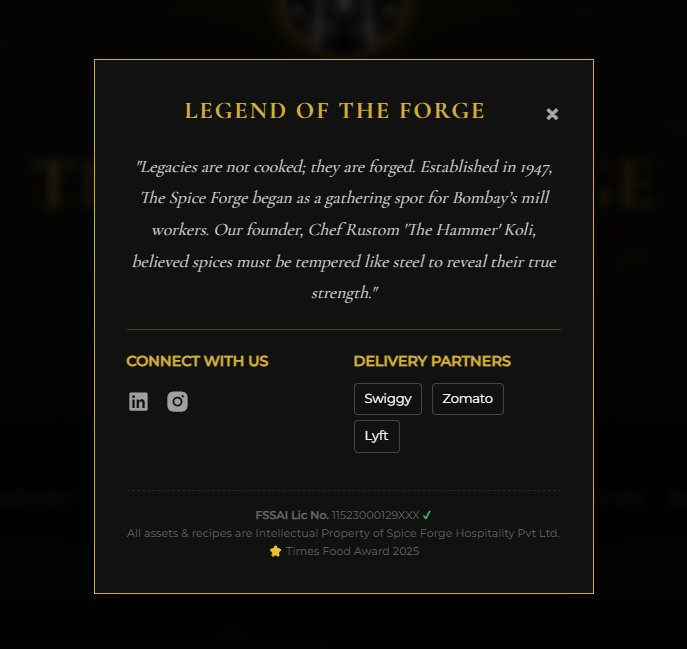 LEGEND OF THE FORGE
"Legacies are not cooked; they are forged. Established in 1947,
The Spice Forge began as a gathering spot for Bombay’s mill
workers. Our founder, Chef Rustom 'The Hammer' Koli,
believed spices must be tempered like steel to reveal their true
strength."
CONNECT WITH US
DELIVERY PARTNERS
Swiggy Zomato
Lyft
FSSAI Lic No. 11523000129XXX ✓
All assets & recipes are Intellectual Property of Spice Forge Hospitality Pvt Ltd.
Times Food Award 2025